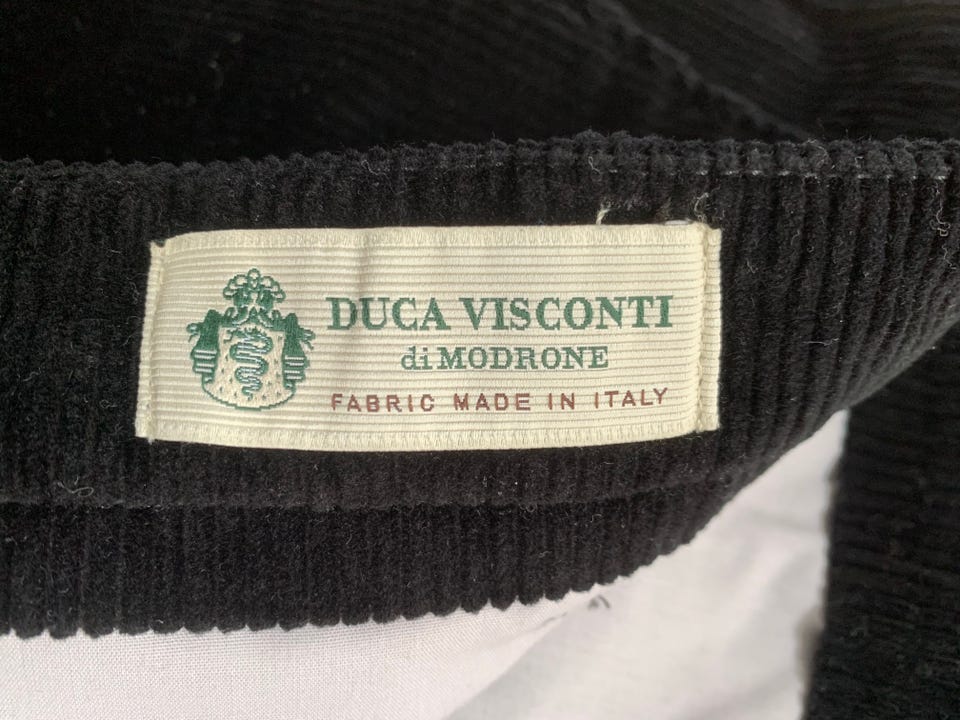 DUCA VISCONTI
di MODRONE
FABRIC MADE IN ITALY